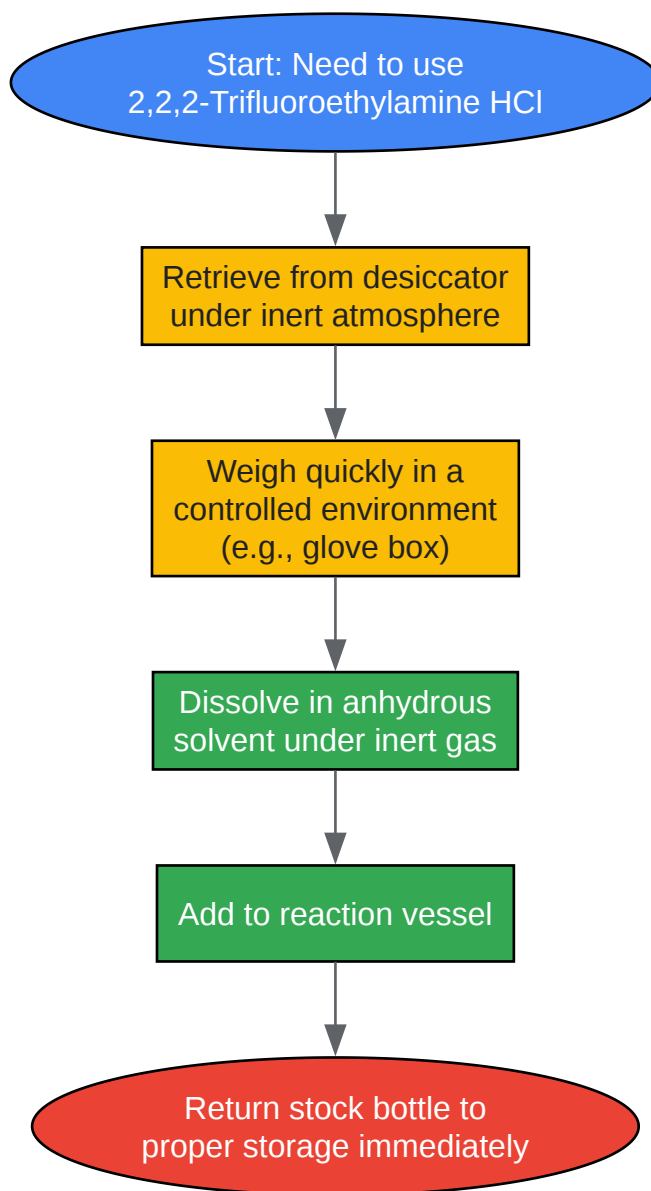 Start: Need to use
2,2,2-Trifluoroethylamine HCl
Retrieve from desiccator
under inert atmosphere
Weigh quickly in a
controlled environment
(e.g., glove box)
Dissolve in anhydrous
solvent under inert gas
Add to reaction vessel
Return stock bottle to
proper storage immediately